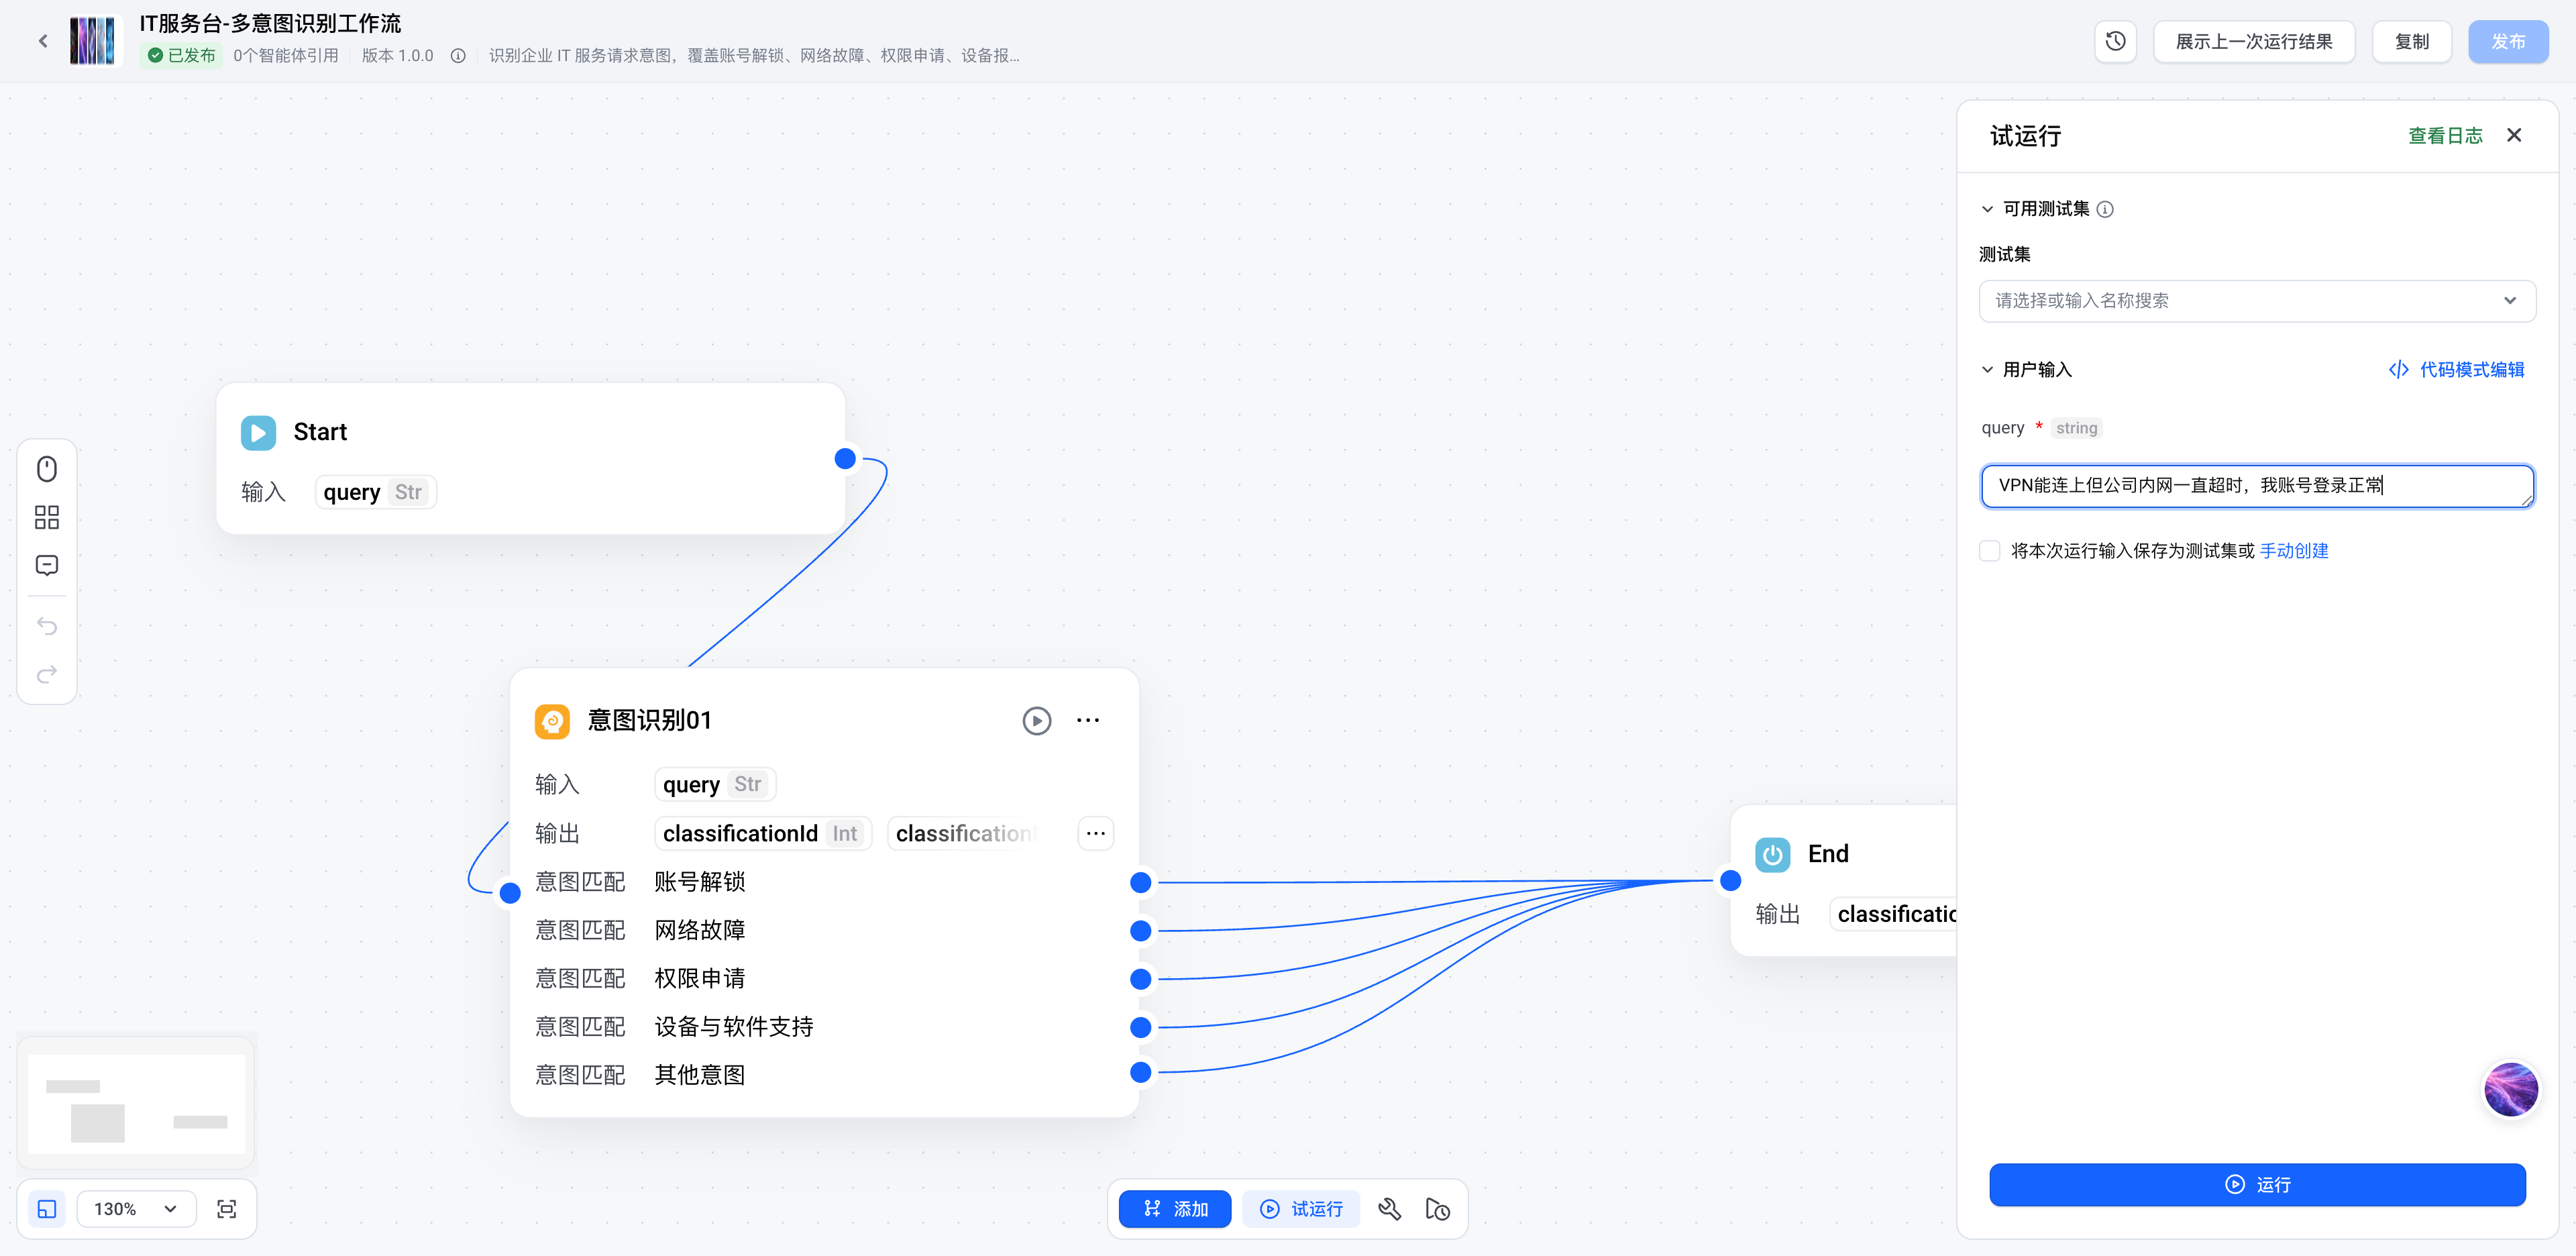 IT服务台-多意图识别工作流
已发布 0个智能体引用 版本 1.0.0 识别企业 IT 服务请求意图，覆盖账号解锁、网络故障、权限申请、设备报...
展示上一次运行结果
复制
发布
Start
输入 query Str
意图识别01
输入 query Str
输出 classificationId Int classification
意图匹配 账号解锁
意图匹配 网络故障
意图匹配 权限申请
意图匹配 设备与软件支持
意图匹配 其他意图
End
输出 classificatio
130%
添加
试运行
试运行
查看日志
可用测试集
测试集
请选择或输入名称搜索
用户输入
代码模式编辑
query * string
VPN能连上但公司内网一直超时，我账号登录正常
将本次运行输入保存为测试集或 手动创建
运行